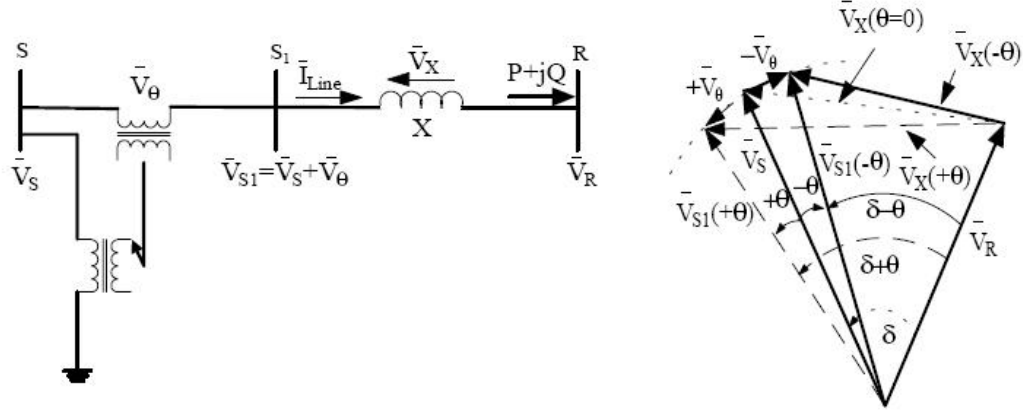 S
V̄θ
S₁
ĪLine
V̄X
P+jQ
R
X
V̄S
V̄S1=V̄S+V̄θ
V̄R
V̄X(θ=0)
−V̄θ
V̄X(-θ)
+V̄θ
V̄S
V̄S1(-θ)
V̄X(+θ)
V̄S1(+θ)
+θ
−θ
δ−θ
V̄R
δ+θ
δ